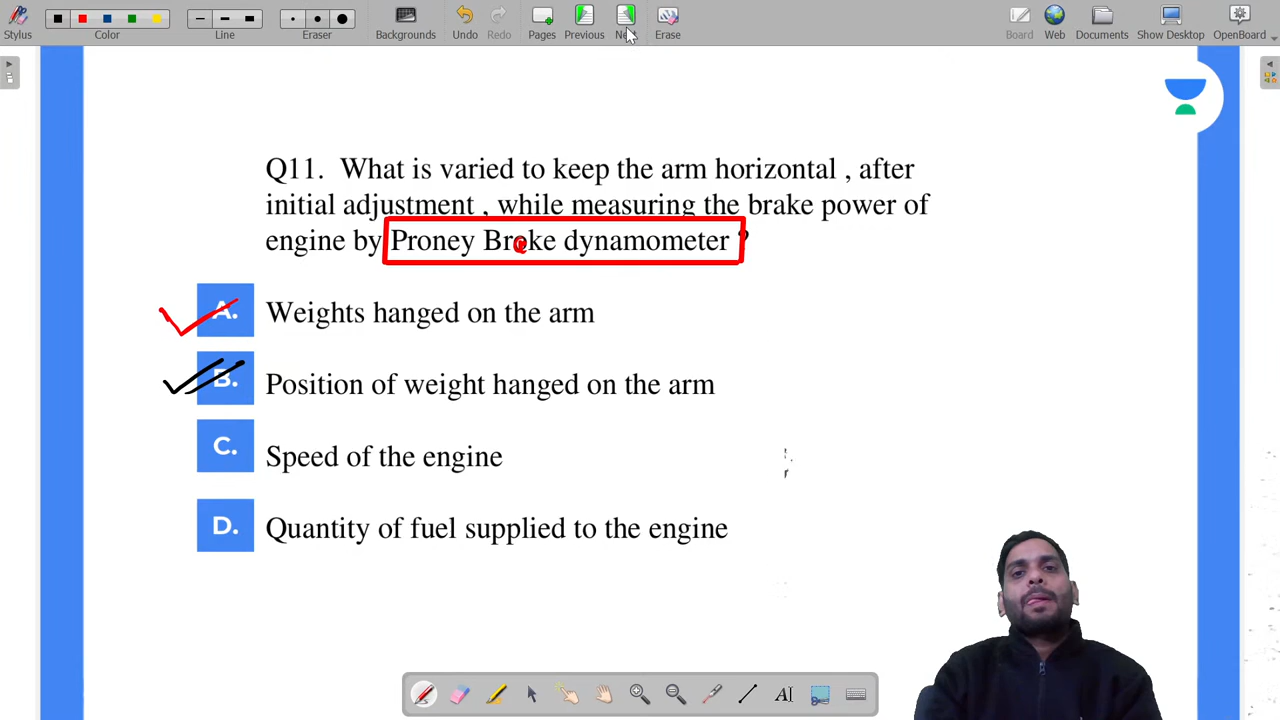 Stylus Color Line Eraser Backgrounds Undo Redo Pages Previous Next Erase Board Web Documents Show Desktop OpenBoard
Q11. What is varied to keep the arm horizontal , after
initial adjustment , while measuring the brake power of
engine by Proney Brake dynamometer ?
A. Weights hanged on the arm
B. Position of weight hanged on the arm
C. Speed of the engine
D. Quantity of fuel supplied to the engine